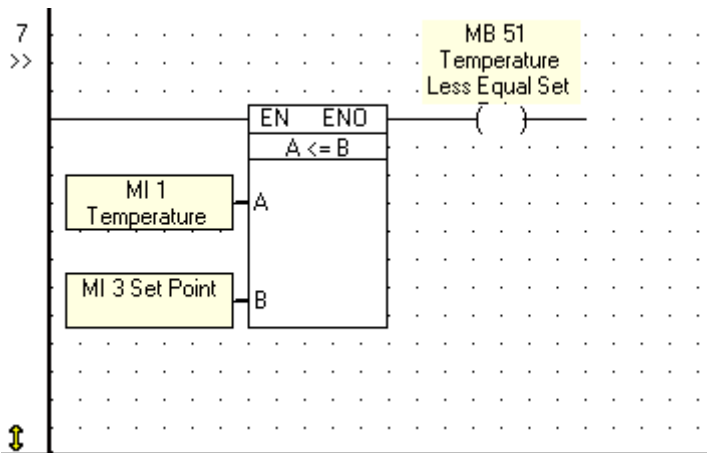 7
>>
MB 51
Temperature
Less Equal Set
EN ENO
A <= B
MI 1
Temperature
A
MI 3 Set Point
B